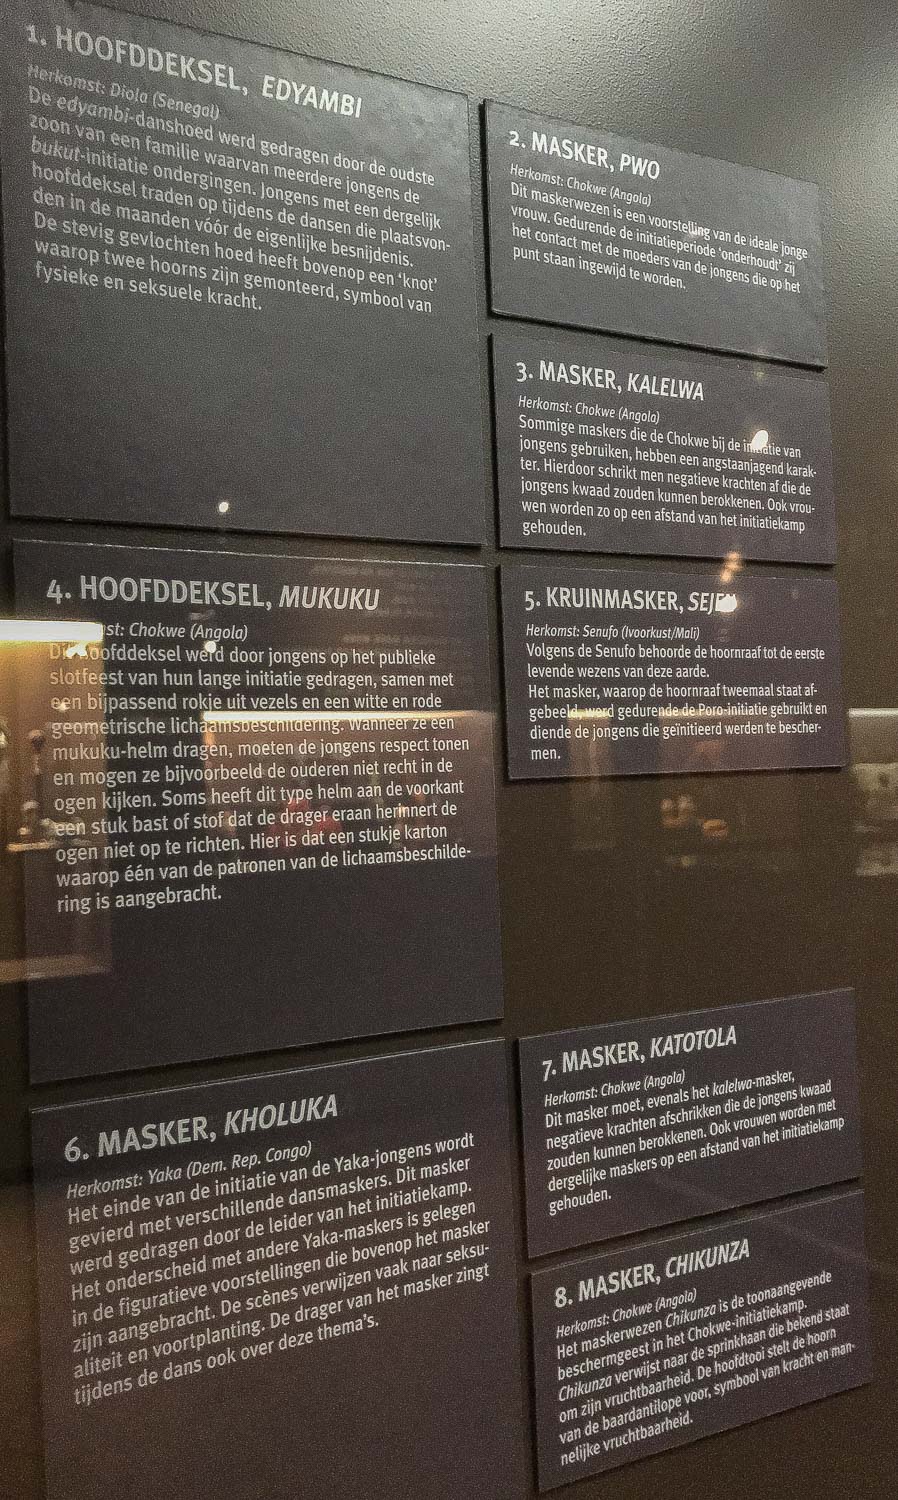 1. HOOFDDEKSEL, EDYAMBI
Herkomst: Diola (Senegal)
De edyambi-danshoed werd gedragen door de oudste
zoon van een familie waarvan meerdere jongens de
bukut-initiatie ondergingen. Jongens met een dergelijk
hoofddeksel traden op tijdens de dansen die plaatsvon-
den in de maanden vóór de eigenlijke besnijdenis.
De stevig gevlochten hoed heeft bovenop een ‘knot’
waarop twee hoorns zijn gemonteerd, symbool van
fysieke en seksuele kracht.
2. MASKER, PWO
Herkomst: Chokwe (Angola)
Dit maskerwezen is een voorstelling van de ideale jonge
vrouw. Gedurende de initiatieperiode ‘onderhoudt’ zij
het contact met de moeders van de jongens die op het
punt staan ingewijd te worden.
3. MASKER, KALELWA
Herkomst: Chokwe (Angola)
Sommige maskers die de Chokwe bij de initiatie van
jongens gebruiken, hebben een angstaanjagend karak-
ter. Hierdoor schrikt men negatieve krachten af die de
jongens kwaad zouden kunnen berokkenen. Ook vrou-
wen worden zo op een afstand van het initiatiekamp
gehouden.
4. HOOFDDEKSEL, MUKUKU
Herkomst: Chokwe (Angola)
Dit hoofddeksel werd door jongens op het publieke
slotfeest van hun lange initiatie gedragen, samen met
een bijpassend rokje uit vezels en een witte en rode
geometrische lichaamsbeschildering. Wanneer ze een
mukuku-helm dragen, moeten de jongens respect tonen
en mogen ze bijvoorbeeld de ouderen niet recht in de
ogen kijken. Soms heeft dit type helm aan de voorkant
een stuk bast of stof dat de drager eraan herinnert de
ogen niet op te richten. Hier is dat een stukje karton
waarop één van de patronen van de lichaamsbeschilde-
ring is aangebracht.
5. KRUINMASKER, SEJEN
Herkomst: Senufo (Ivoorkust/Mali)
Volgens de Senufo behoorde de hoornraaf tot de eerste
levende wezens van deze aarde.
Het masker, waarop de hoornraaf tweemaal staat af-
gebeeld, werd gedurende de Poro-initiatie gebruikt en
diende de jongens die geïnitieerd werden te bescher-
men.
6. MASKER, KHOLUKA
Herkomst: Yaka (Dem. Rep. Congo)
Het einde van de initiatie van de Yaka-jongens wordt
gevierd met verschillende dansmaskers. Dit masker
werd gedragen door de leider van het initiatiekamp.
Het onderscheid met andere Yaka-maskers is gelegen
in de figuratieve voorstellingen die bovenop het masker
zijn aangebracht. De scènes verwijzen vaak naar seksu-
aliteit en voortplanting. De drager van het masker zingt
tijdens de dans ook over deze thema’s.
7. MASKER, KATOTOLA
Herkomst: Chokwe (Angola)
Dit masker moet, evenals het kalelwa-masker,
negatieve krachten afschrikken die de jongens kwaad
zouden kunnen berokkenen. Ook vrouwen worden met
dergelijke maskers op een afstand van het initiatiekamp
gehouden.
8. MASKER, CHIKUNZA
Herkomst: Chokwe (Angola)
Het maskerwezen Chikunza is de toonaangevende
beschermgeest in het Chokwe-initiatiekamp.
Chikunza verwijst naar de sprinkhaan die bekend staat
om zijn vruchtbaarheid. De hoofdtooi stelt de hoorn
van de baardantilope voor, symbool van kracht en man-
nelijke vruchtbaarheid.